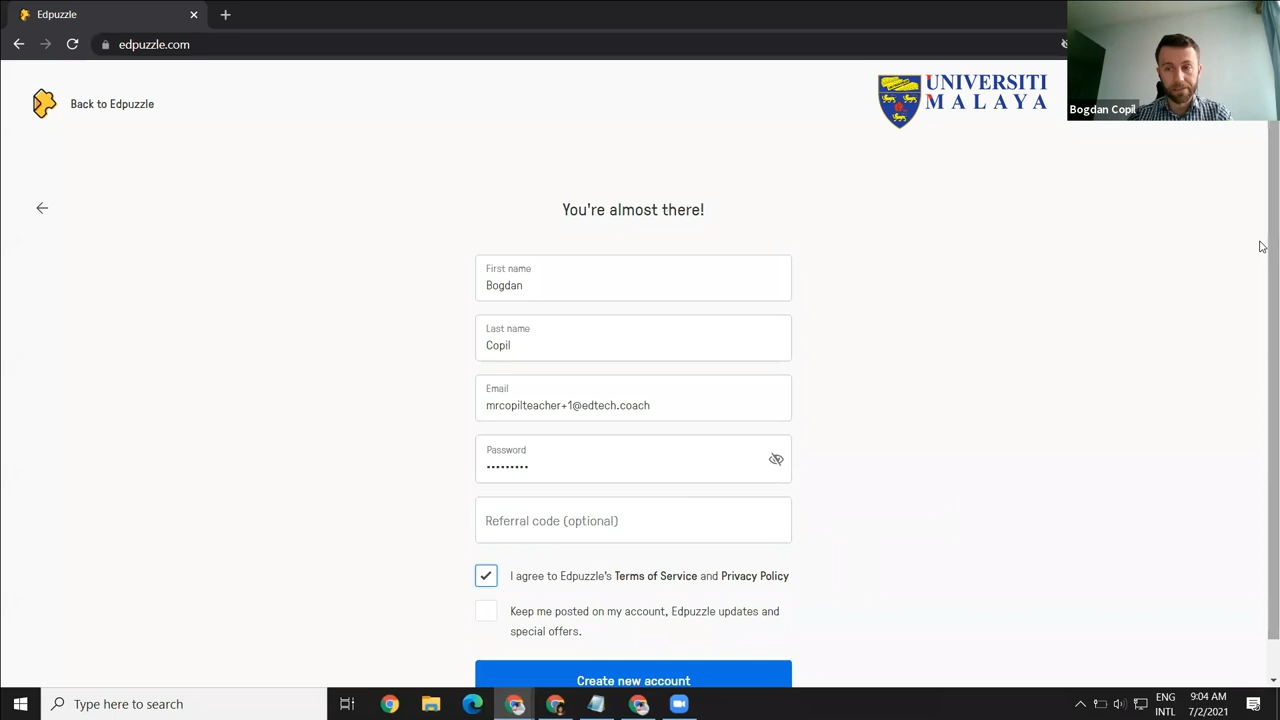 Edpuzzle
edpuzzle.com
Back to Edpuzzle
UNIVERSITI
MALAYA
Bogdan Copil
You're almost there!
First name
Bogdan
Last name
Copil
Email
mrcopilteacher+1@edtech.coach
Password
•••••••••
Referral code (optional)
I agree to Edpuzzle's Terms of Service and Privacy Policy
Keep me posted on my account, Edpuzzle updates and
special offers.
Create new account
Type here to search
ENG
INTL
9:04 AM
7/2/2021